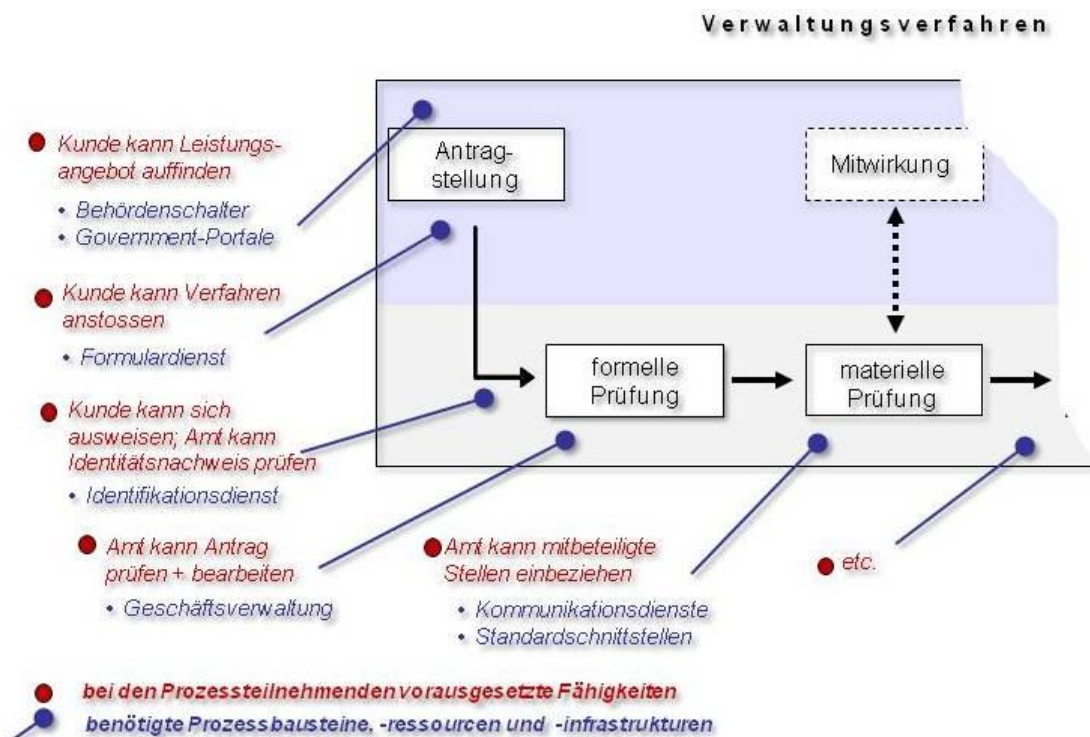 Verwaltungsverfahren
Kunde kann Leistungs-
angebot auffinden
• Behördenschalter
• Government-Portale
Antrag-
stellung
Mitwirkung
Kunde kann Verfahren
anstossen
• Formulardienst
formelle
Prüfung
materielle
Prüfung
Kunde kann sich
ausweisen; Amt kann
Identitätsnachweis prüfen
• Identifikationsdienst
Amt kann Antrag
prüfen + bearbeiten
• Geschäftsverwaltung
Amt kann mitbeteiligte
Stellen einbeziehen
• Kommunikationsdienste
• Standardschnittstellen
etc.
bei den Prozessteilnehmenden vorausgesetzte Fähigkeiten
benötigte Prozessbausteine, -ressourcen und -infrastrukturen